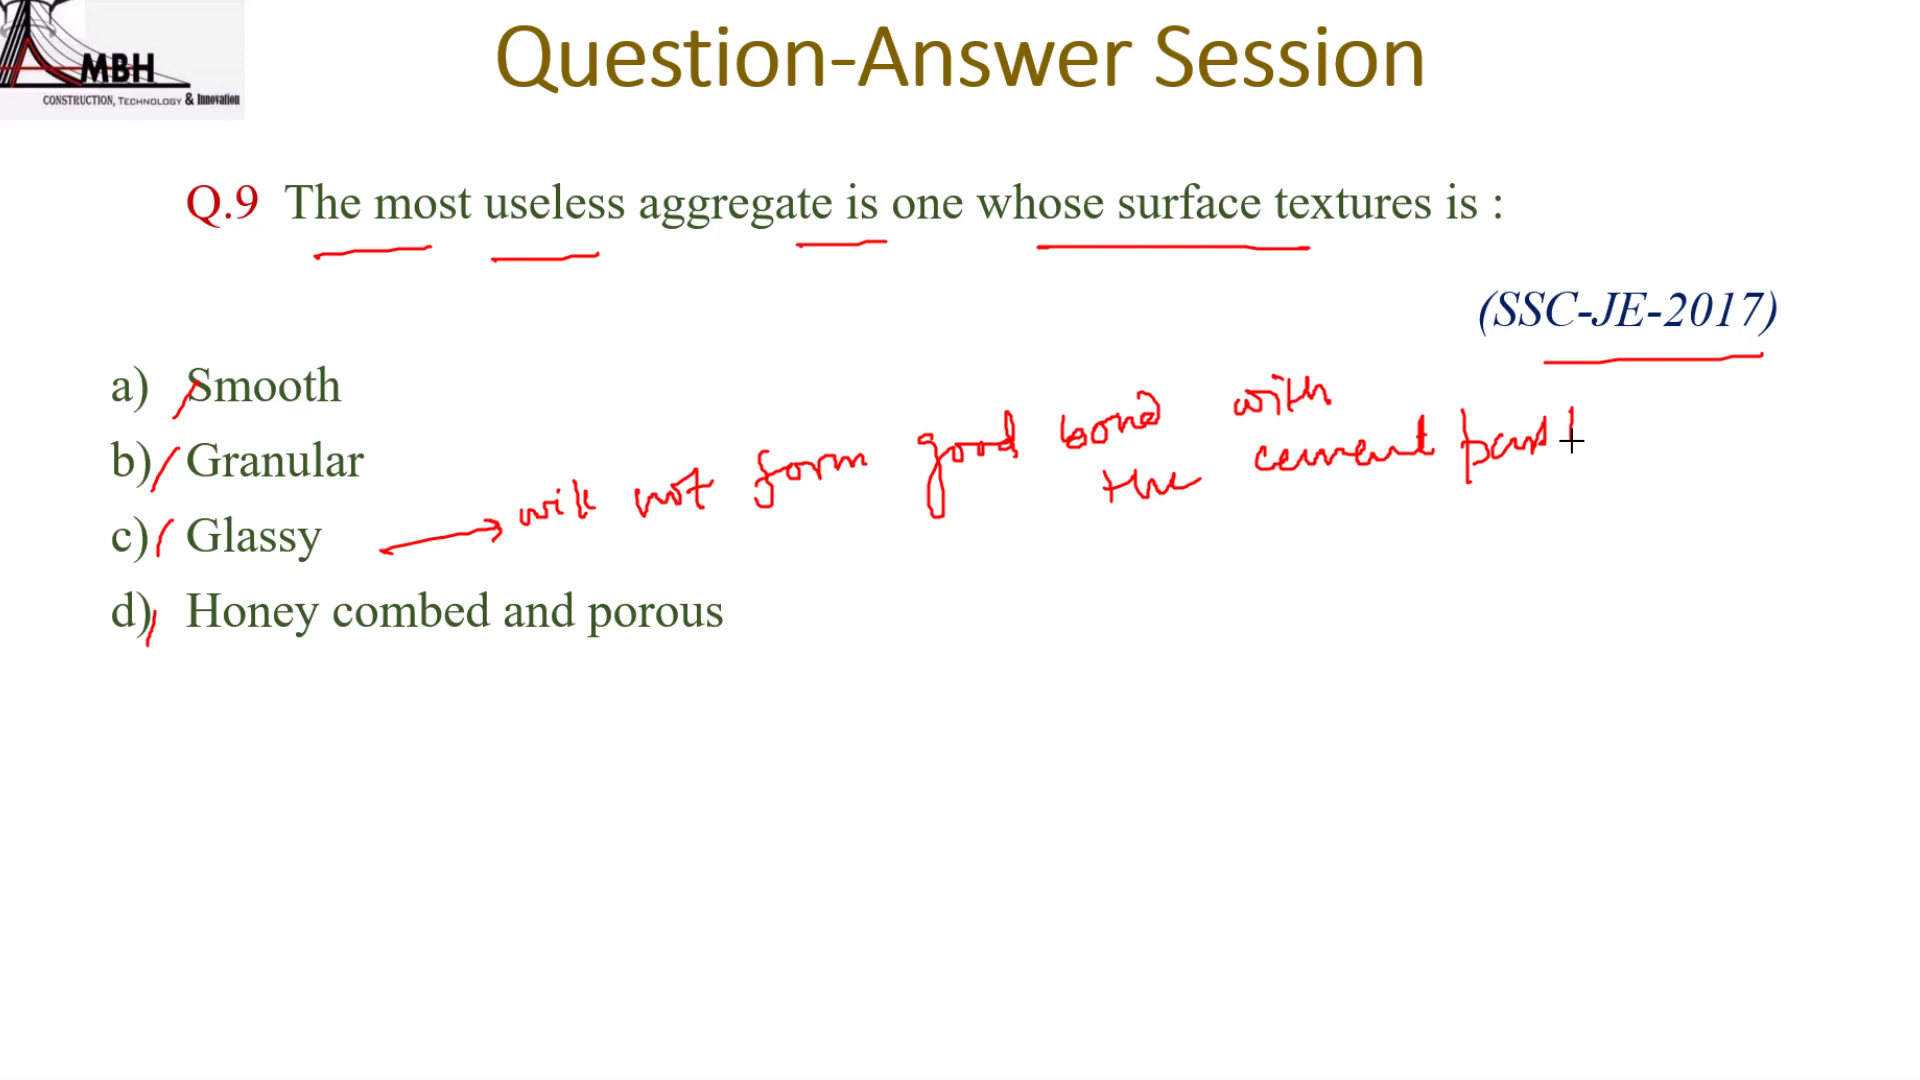 MBH
CONSTRUCTION, TECHNOLOGY & Innovation
Question-Answer Session
Q.9 The most useless aggregate is one whose surface textures is :
(SSC-JE-2017)
a) Smooth
b) Granular
c) Glassy
d) Honey combed and porous
will not form good bond with
the cement past